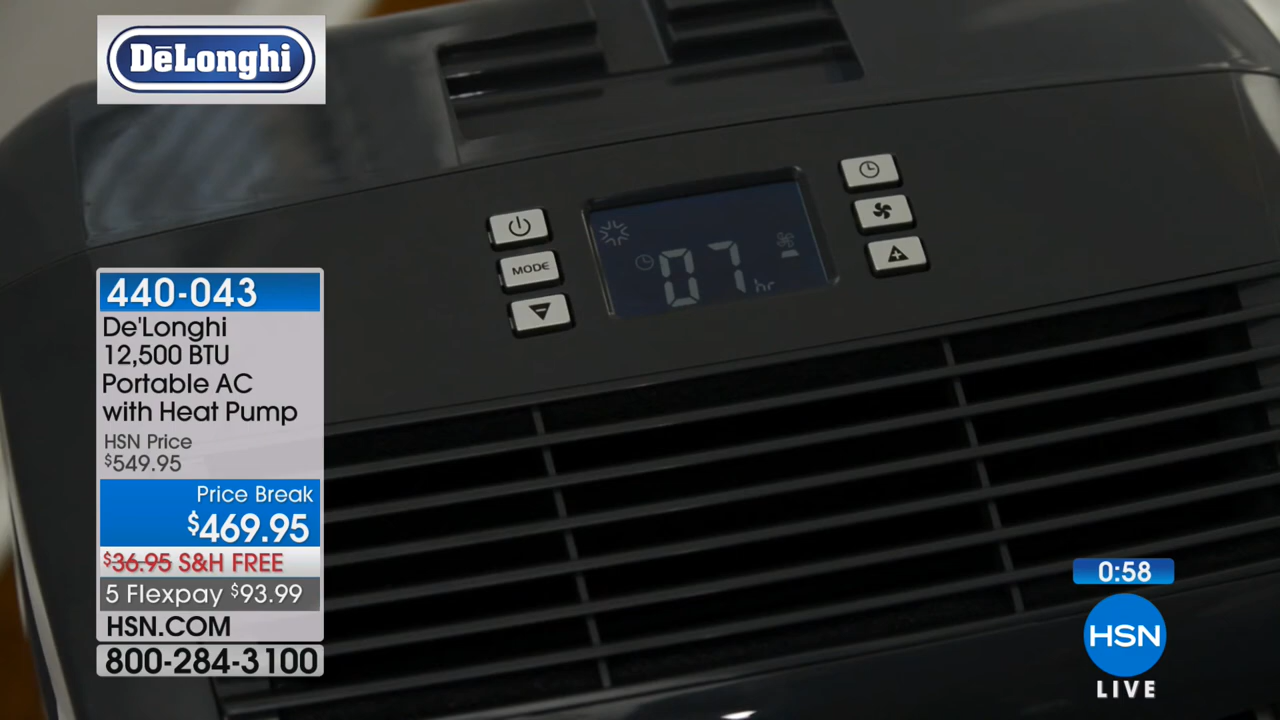 DēLonghi
440-043
De'Longhi
12,500 BTU
Portable AC
with Heat Pump
HSN Price
$549.95
Price Break
$469.95
$36.95 S&H FREE
5 Flexpay $93.99
HSN.COM
800-284-3100
MODE
07 hr
0:58
HSN
LIVE